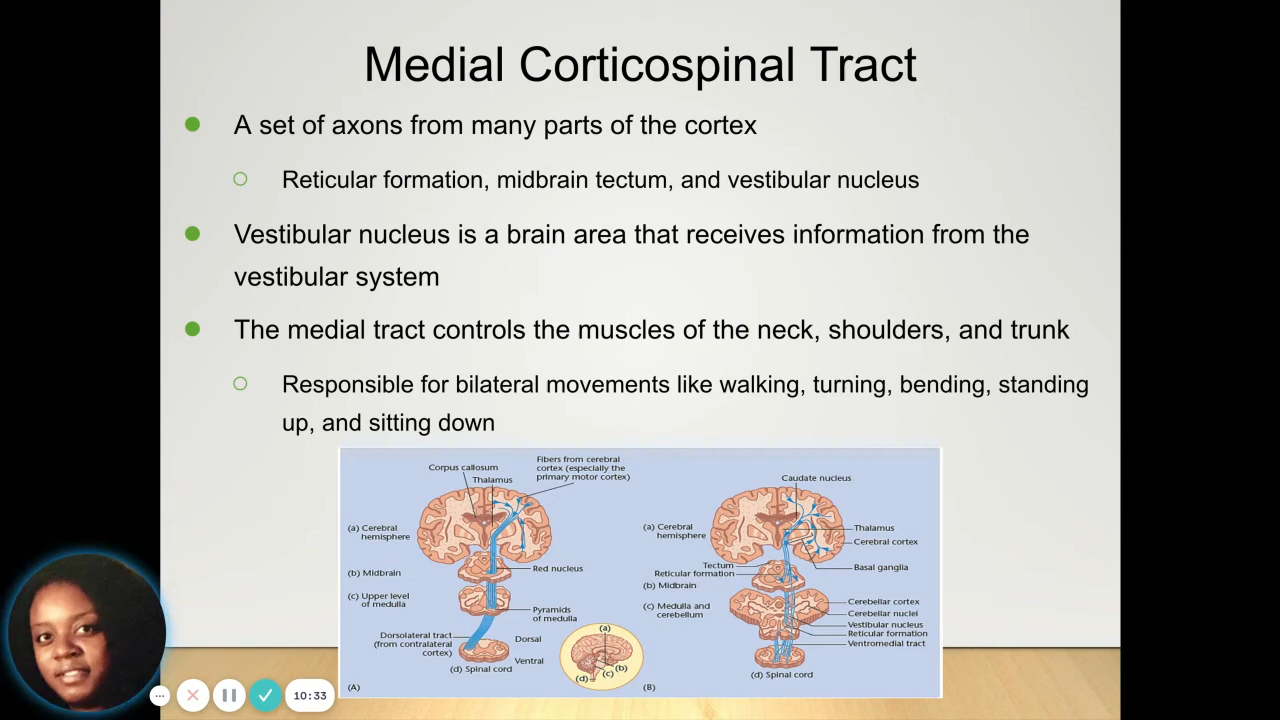 Medial Corticospinal Tract
A set of axons from many parts of the cortex
Reticular formation, midbrain tectum, and vestibular nucleus
Vestibular nucleus is a brain area that receives information from the
vestibular system
The medial tract controls the muscles of the neck, shoulders, and trunk
Responsible for bilateral movements like walking, turning, bending, standing
up, and sitting down
Corpus callosum
Thalamus
Fibers from cerebral
cortex (especially the
primary motor cortex)
(a) Cerebral
hemisphere
(b) Midbrain
Red nucleus
(c) Upper level
of medulla
Pyramids
of medulla
Dorsolateral tract
(from contralateral
cortex)
Dorsal
Ventral
(d) Spinal cord
(A)
(a)
(b)
(c)
(d)
Caudate nucleus
(a) Cerebral
hemisphere
Thalamus
Cerebral cortex
Basal ganglia
Tectum
Reticular formation
(b) Midbrain
(c) Medulla and
cerebellum
Cerebellar cortex
Cerebellar nuclei
Vestibular nucleus
Reticular formation
Ventromedial tract
(d) Spinal cord
(B)
10:33